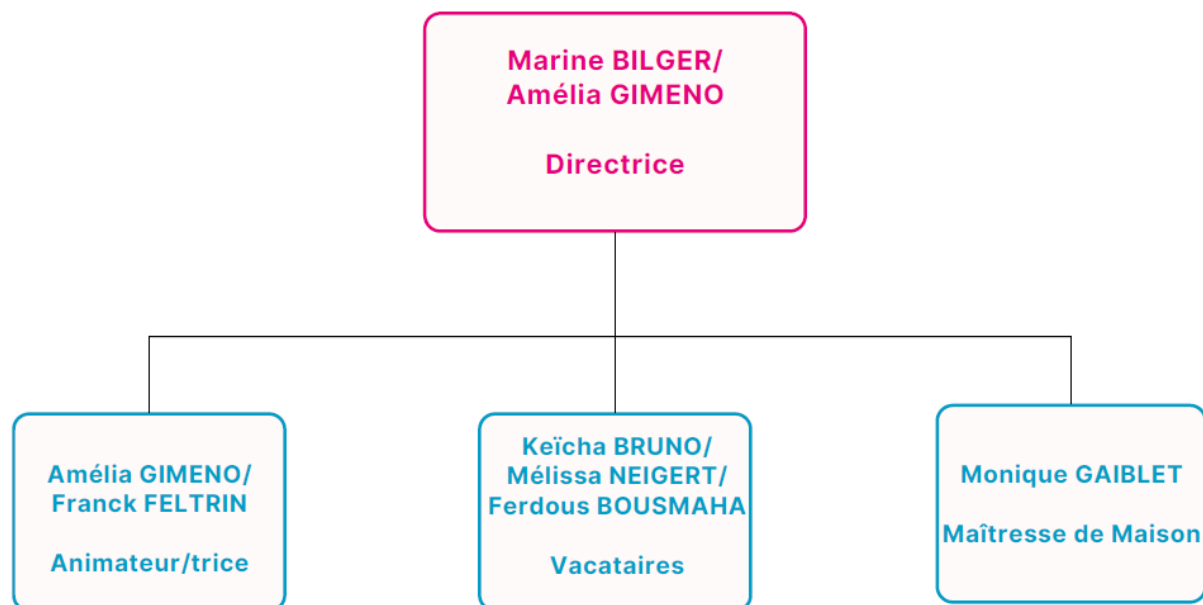 Marine BILGER/
Amélia GIMENO
Directrice
Amélia GIMENO/
Franck FELTRIN
Animateur/trice
Keïcha BRUNO/
Mélissa NEIGERT/
Ferdous BOUSMAHA
Vacataires
Monique GAIBLET
Maîtresse de Maison